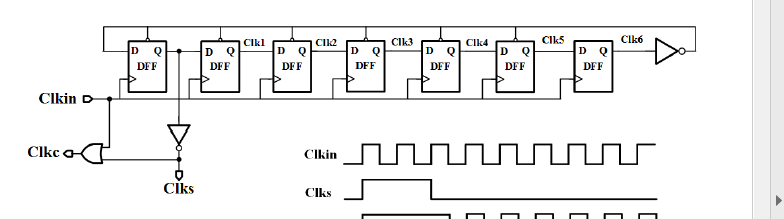 Clk1 Clk2 Clk3 Clk4 Clk5 Clk6
D Q D Q D Q D Q D Q D Q D Q
DFF DFF DFF DFF DFF DFF DFF
Clkin
Clkc
Clks
Clkin
Clks